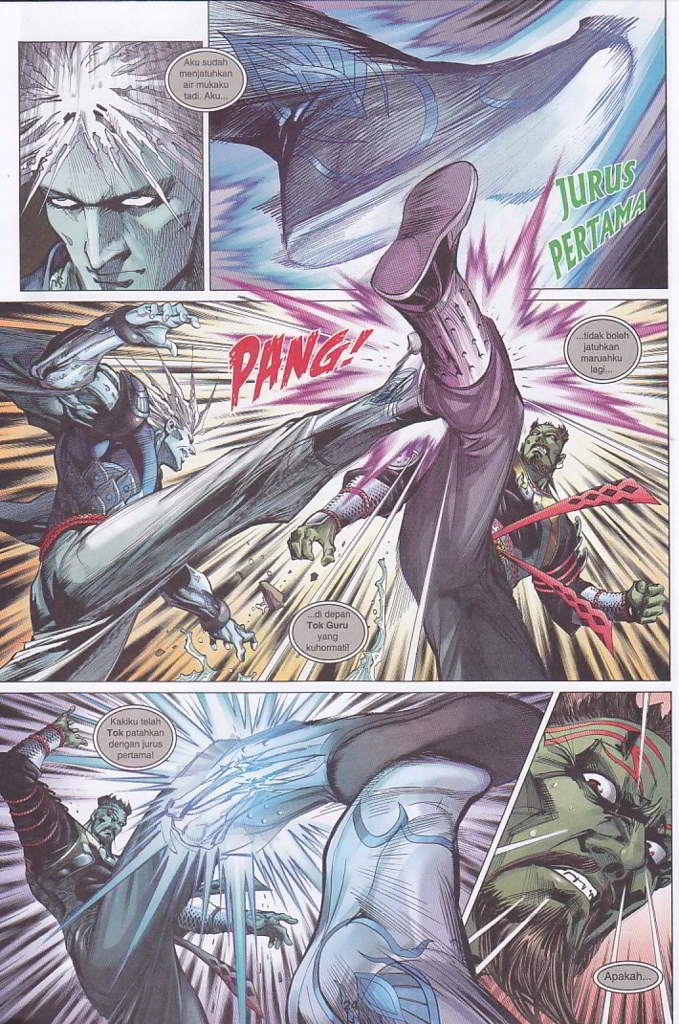 Aku sudah
menjatuhkan
air mukaku
tadi. Aku...
JURUS
PERTAMA
PANG!
...tidak boleh
jatuhkan
maruahku
lagi...
...di depan
Tok Guru
yang
kuhormati!
Kakiku telah
Tok patahkan
dengan jurus
pertama!
Apakah...
24